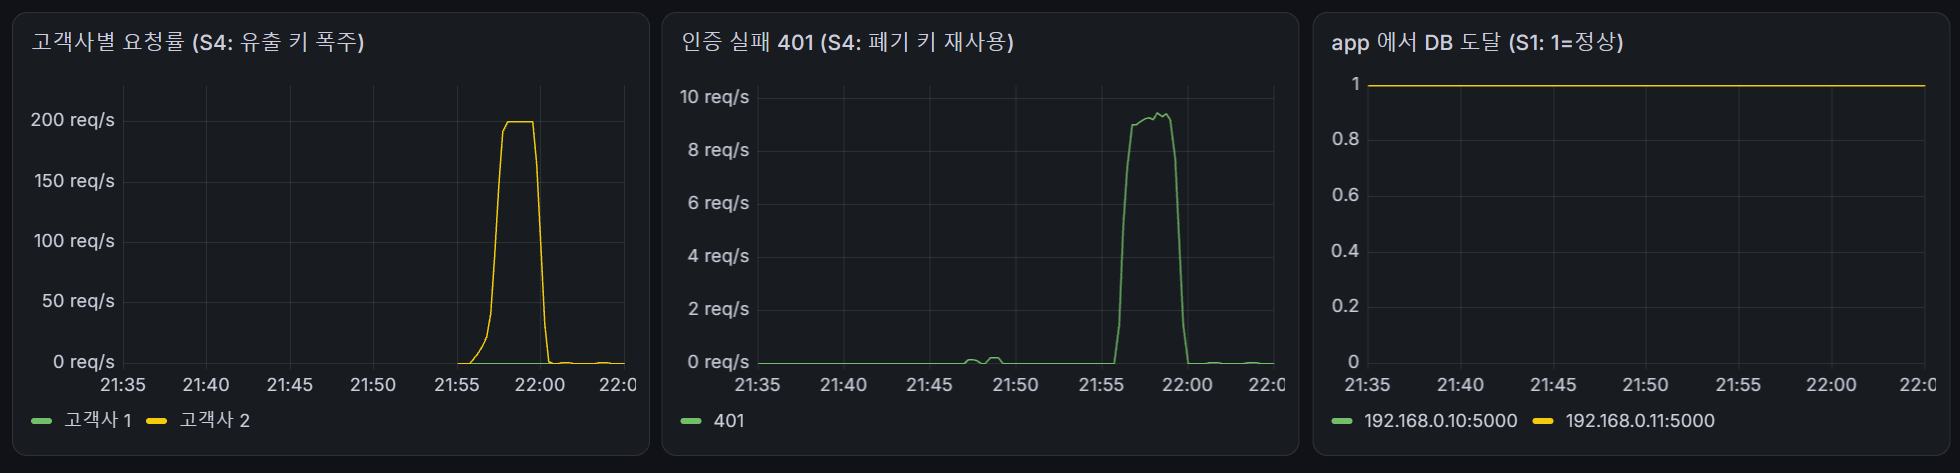 고객사별 요청률 (S4: 유출 키 폭주)
200 req/s
150 req/s
100 req/s
50 req/s
0 req/s
21:35 21:40 21:45 21:50 21:55 22:00 22:0
고객사 1 고객사 2
인증 실패 401 (S4: 폐기 키 재사용)
10 req/s
8 req/s
6 req/s
4 req/s
2 req/s
0 req/s
21:35 21:40 21:45 21:50 21:55 22:00 22:0
401
app 에서 DB 도달 (S1: 1=정상)
1
0.8
0.6
0.4
0.2
0
21:35 21:40 21:45 21:50 21:55 22:00 22:0
192.168.0.10:5000 192.168.0.11:5000